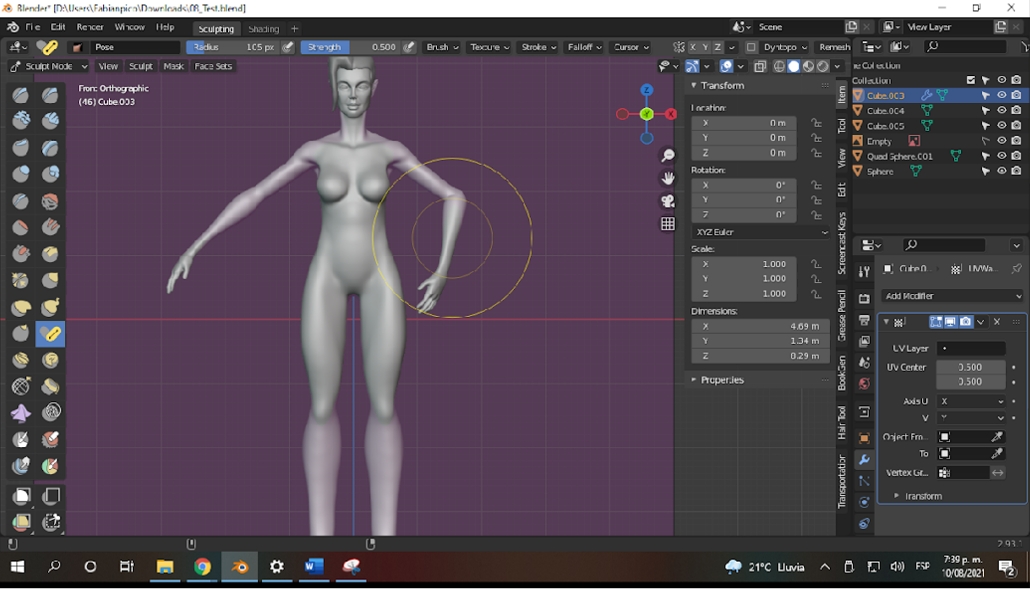 Blender* [D:\Users\Fabianpico\Downloads\08_Test.blend]
File Edit Render Window Help Sculpting Shading + Scene View Layer
Pose Radius 105 px Strength 0.500 Brush Texture Stroke Falloff Cursor X Y Z Dyntopo Remesh
Sculpt Mode View Sculpt Mask Face Sets
Front Orthographic
(46) Cube.003
Z
X
Y
Transform
Location:
X 0 m
Y 0 m
Z 0 m
Rotation:
X 0°
Y 0°
Z 0°
XYZ Euler
Scale:
X 1.000
Y 1.000
Z 1.000
Dimensions:
X 4.69 m
Y 1.34 m
Z 0.29 m
Properties
Item
Tool
View
Edit
Screencast Keys
Grease Pencil
BookGen
Hair Tool
Transportation
ne Collection
Collection
Cube.003
Cube.004
Cube.005
Empty
Quad Sphere.001
Sphere
Cube.0... UVWa...
Add Modifier
UV Layer
UV Center 0.500
0.500
Axis U X
V Y
Object Fro...
To
Vertex Gr...
Transform
2.93.1
21°C Lluvia ESP 7:39 p. m.
10/08/2021
2